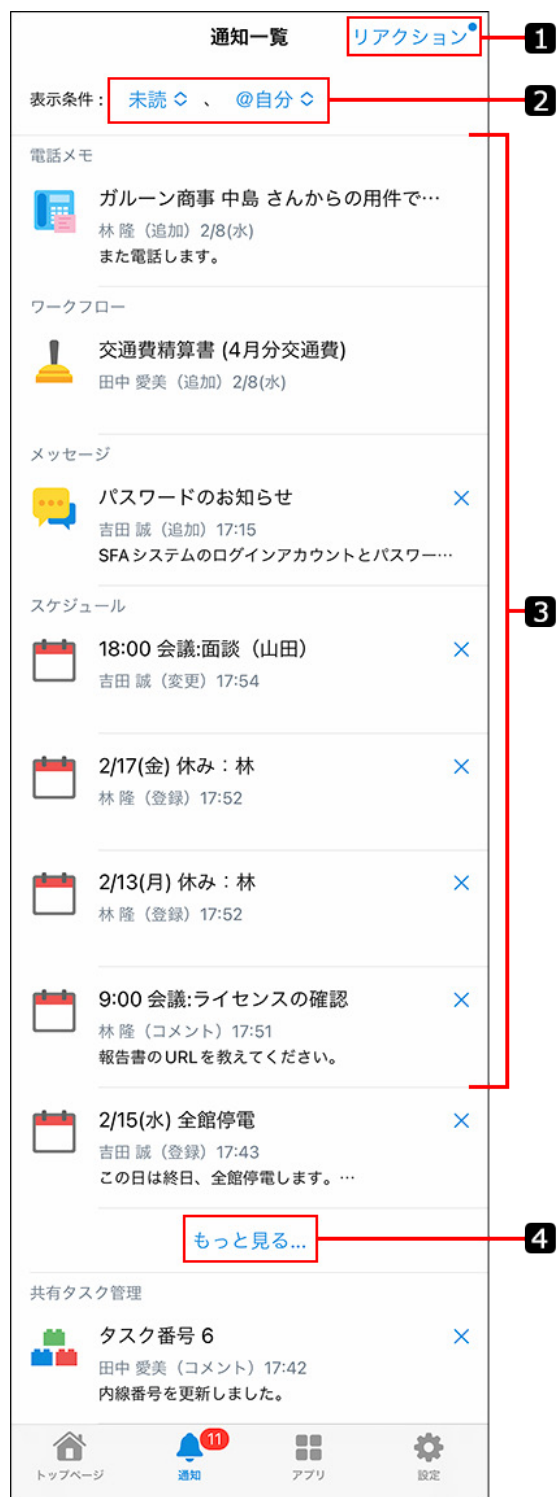 通知一覧 リアクション 1
表示条件 : 未読 、 @自分 2
電話メモ
ガルーン商事 中島 さんからの用件で…
林 隆（追加）2/8(水)
また電話します。
ワークフロー
交通費精算書 (4月分交通費)
田中 愛美（追加）2/8(水)
メッセージ
パスワードのお知らせ
吉田 誠（追加）17:15
SFAシステムのログインアカウントとパスワー…
スケジュール
3
18:00 会議:面談（山田）
吉田 誠（変更）17:54
2/17(金) 休み：林
林 隆（登録）17:52
2/13(月) 休み：林
林 隆（登録）17:52
9:00 会議:ライセンスの確認
林 隆（コメント）17:51
報告書のURLを教えてください。
2/15(水) 全館停電
吉田 誠（登録）17:43
この日は終日、全館停電します。…
もっと見る... 4
共有タスク管理
タスク番号 6
田中 愛美（コメント）17:42
内線番号を更新しました。
11
トップページ 通知 アプリ 設定